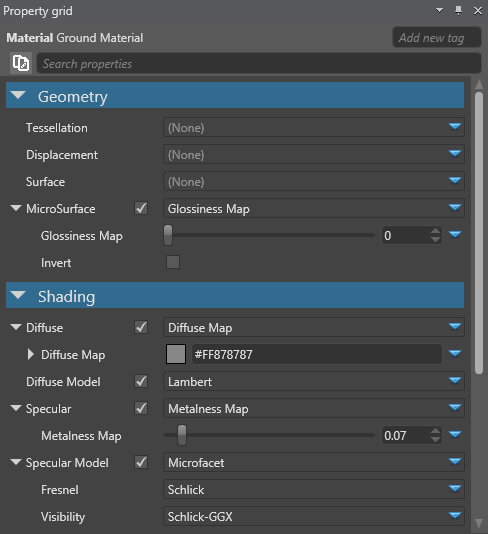 Property grid
Material Ground Material
Add new tag
Search properties
Geometry
Tessellation (None)
Displacement (None)
Surface (None)
MicroSurface Glossiness Map
Glossiness Map 0
Invert
Shading
Diffuse Diffuse Map
Diffuse Map #FF878787
Diffuse Model Lambert
Specular Metalness Map
Metalness Map 0.07
Specular Model Microfacet
Fresnel Schlick
Visibility Schlick-GGX